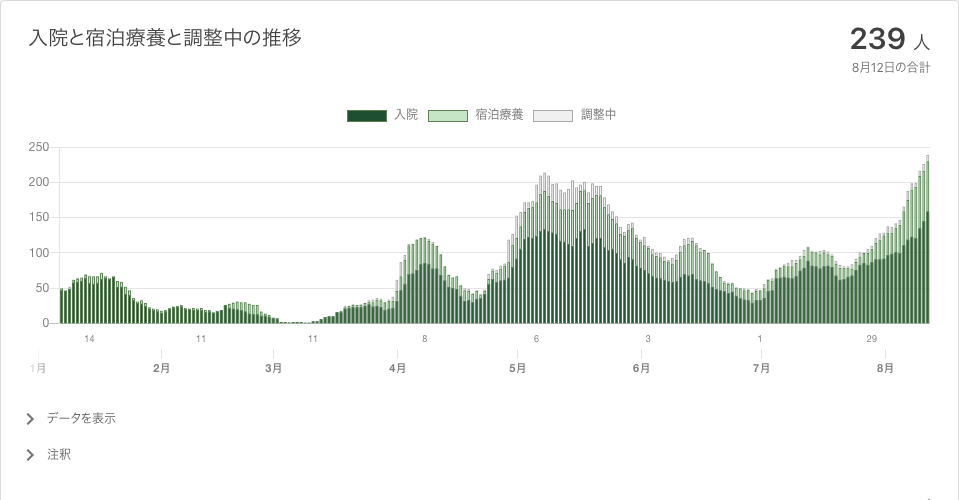 入院と宿泊療養と調整中の推移
239 人
8月12日の合計
入院 宿泊療養 調整中
250
200
150
100
50
0
14 11 11 8 6 3 1 29
1月 2月 3月 4月 5月 6月 7月 8月
データを表示
注釈